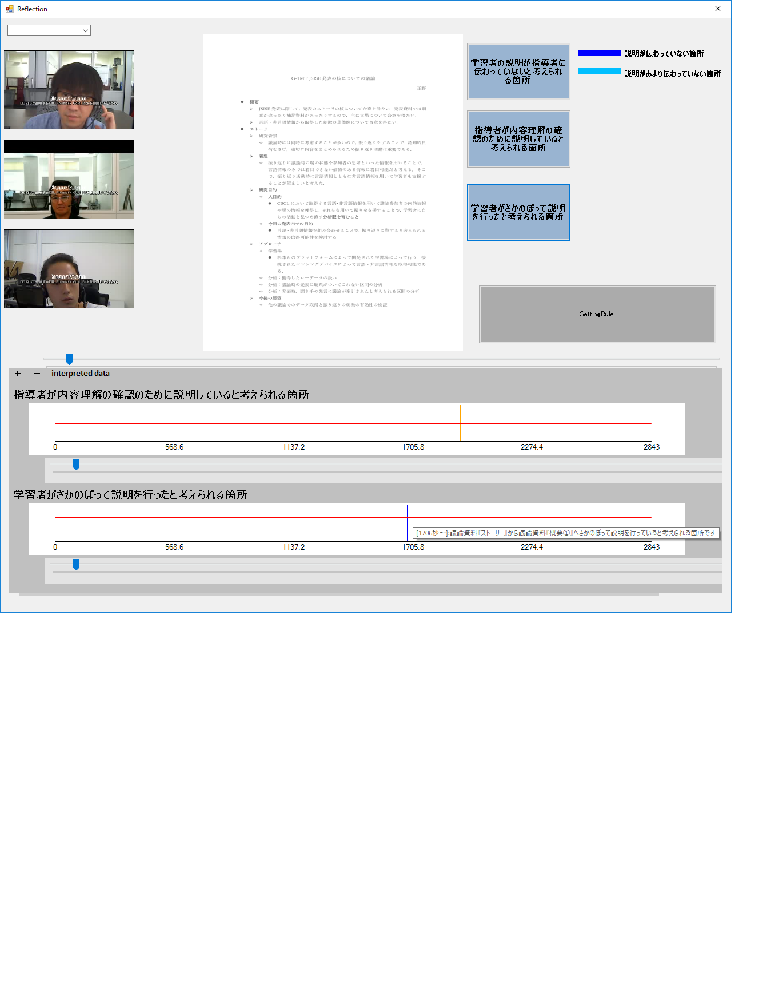 Reflection
Freemake.com
Freemake.com
Freemake.com
G-1MT JSISE 発表の核についての議論
正野
● 概要
➢ JSISE 発表に際して、発表のストーリの核について合意を得たい。発表資料では順
番が違ったり補足資料があったりするので、主に立場について合意を得たい。
➢ 言語・非言語情報から取得した刺激の具体例について合意を得たい。
● ストーリ
➢ 研究背景
✧ 議論時には同時に考慮することが多いので、振り返りをすることで、認知的負
荷をさげ、適切に内容をまとめられるため振り返り活動は重要である。
➢ 着想
✧ 振り返りに議論時の場の状態や参加者の思考といった情報を用いることで、
言語情報のみでは着目できない価値のある情報に着目可能だと考える。そこ
で、振り返り活動時に言語情報とともに非言語情報を用いて学習者を支援す
ることが望ましいと考えた。
➢ 研究目的
✧ 大目的
● CSCL において取得する言語・非言語情報を用いて議論参加者の内的情報
や場の情報を獲得し、それらを用いて振りを支援することで、学習者に自
らの活動を見つめ直す分析眼を育むこと
✧ 今回の発表内での目的
● 言語・非言語情報を組み合わせることで、振り返りに資すると考えられる
情報の取得可能性を検討する
➢ アプローチ
✧ 学習場
● 杉本らのプラットフォームによって開発された学習場によって行う。接
続されたセンシングデバイスによって言語・非言語情報を取得可能であ
る。
✧ 分析：獲得したローデータの扱い
✧ 分析：議論時の発表に聴衆がついてこれない区間の分析
✧ 分析：発表時、聞き手の発言に議論が牽引されたと考えられる区間の分析
➢ 今後の展望
✧ 他の議論でのデータ取得と振り返りの刺激の有効性の検証
学習者の説明が指導者に
伝わっていないと考えられ
る箇所
指導者が内容理解の確
認のために説明していると
考えられる箇所
学習者がさかのぼって説明
を行ったと考えられる箇所
説明が伝わっていない箇所
説明があまり伝わっていない箇所
SettingRule
+ － interpreted data
指導者が内容理解の確認のために説明していると考えられる箇所
0 568.6 1137.2 1705.8 2274.4 2843
学習者がさかのぼって説明を行ったと考えられる箇所
[1706秒～]:議論資料『ストーリー』から議論資料『概要①』へさかのぼって説明を行っていると考えられる箇所です
0 568.6 1137.2 1705.8 2274.4 2843